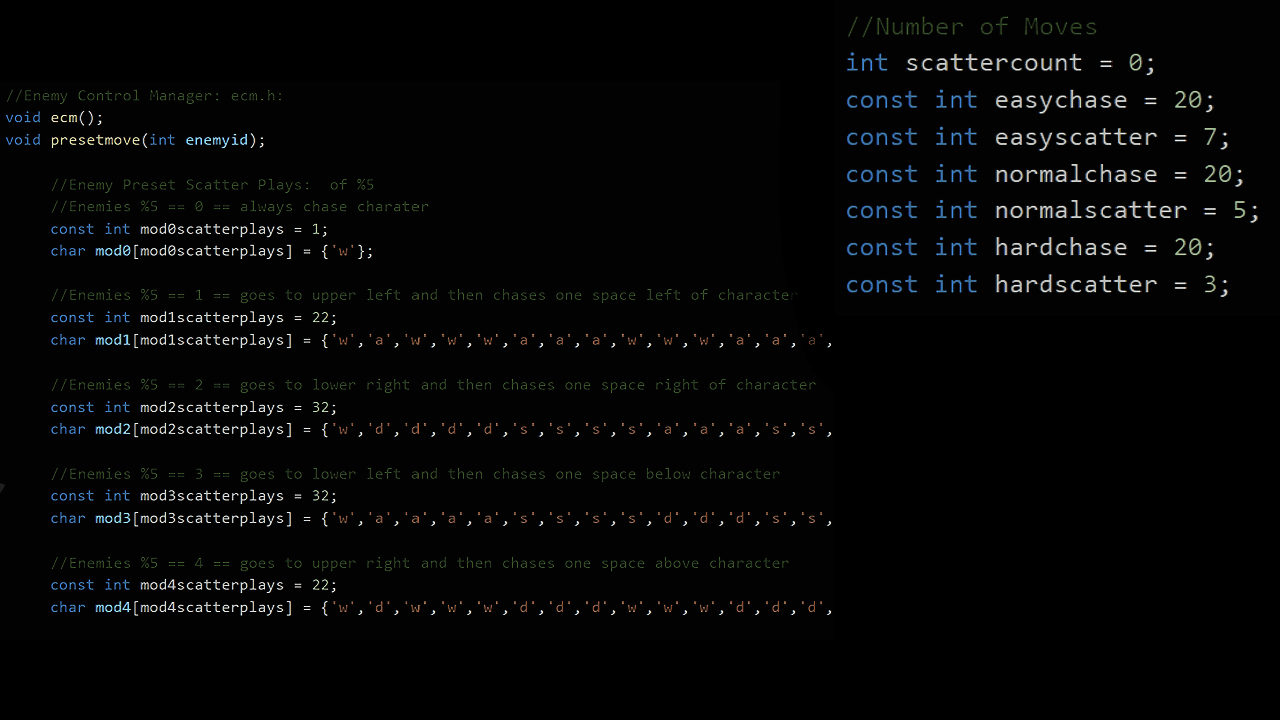 //Enemy Control Manager: ecm.h:
void ecm();
void presetmove(int enemyid);
//Enemy Preset Scatter Plays:  of %5
//Enemies %5 == 0 == always chase charater
const int mod0scatterplays = 1;
char mod0[mod0scatterplays] = {'w'};
//Enemies %5 == 1 == goes to upper left and then chases one space left of character
const int mod1scatterplays = 22;
char mod1[mod1scatterplays] = {'w','a','w','w','w','a','a','a','w','w','w','a','a','a',
//Enemies %5 == 2 == goes to lower right and then chases one space right of character
const int mod2scatterplays = 32;
char mod2[mod2scatterplays] = {'w','d','d','d','d','s','s','s','s','a','a','a','s','s',
//Enemies %5 == 3 == goes to lower left and then chases one space below character
const int mod3scatterplays = 32;
char mod3[mod3scatterplays] = {'w','a','a','a','a','s','s','s','s','d','d','d','s','s',
//Enemies %5 == 4 == goes to upper right and then chases one space above character
const int mod4scatterplays = 22;
char mod4[mod4scatterplays] = {'w','d','w','w','w','d','d','d','w','w','w','d','d','d',
//Number of Moves
int scattercount = 0;
const int easychase = 20;
const int easyscatter = 7;
const int normalchase = 20;
const int normalscatter = 5;
const int hardchase = 20;
const int hardscatter = 3;